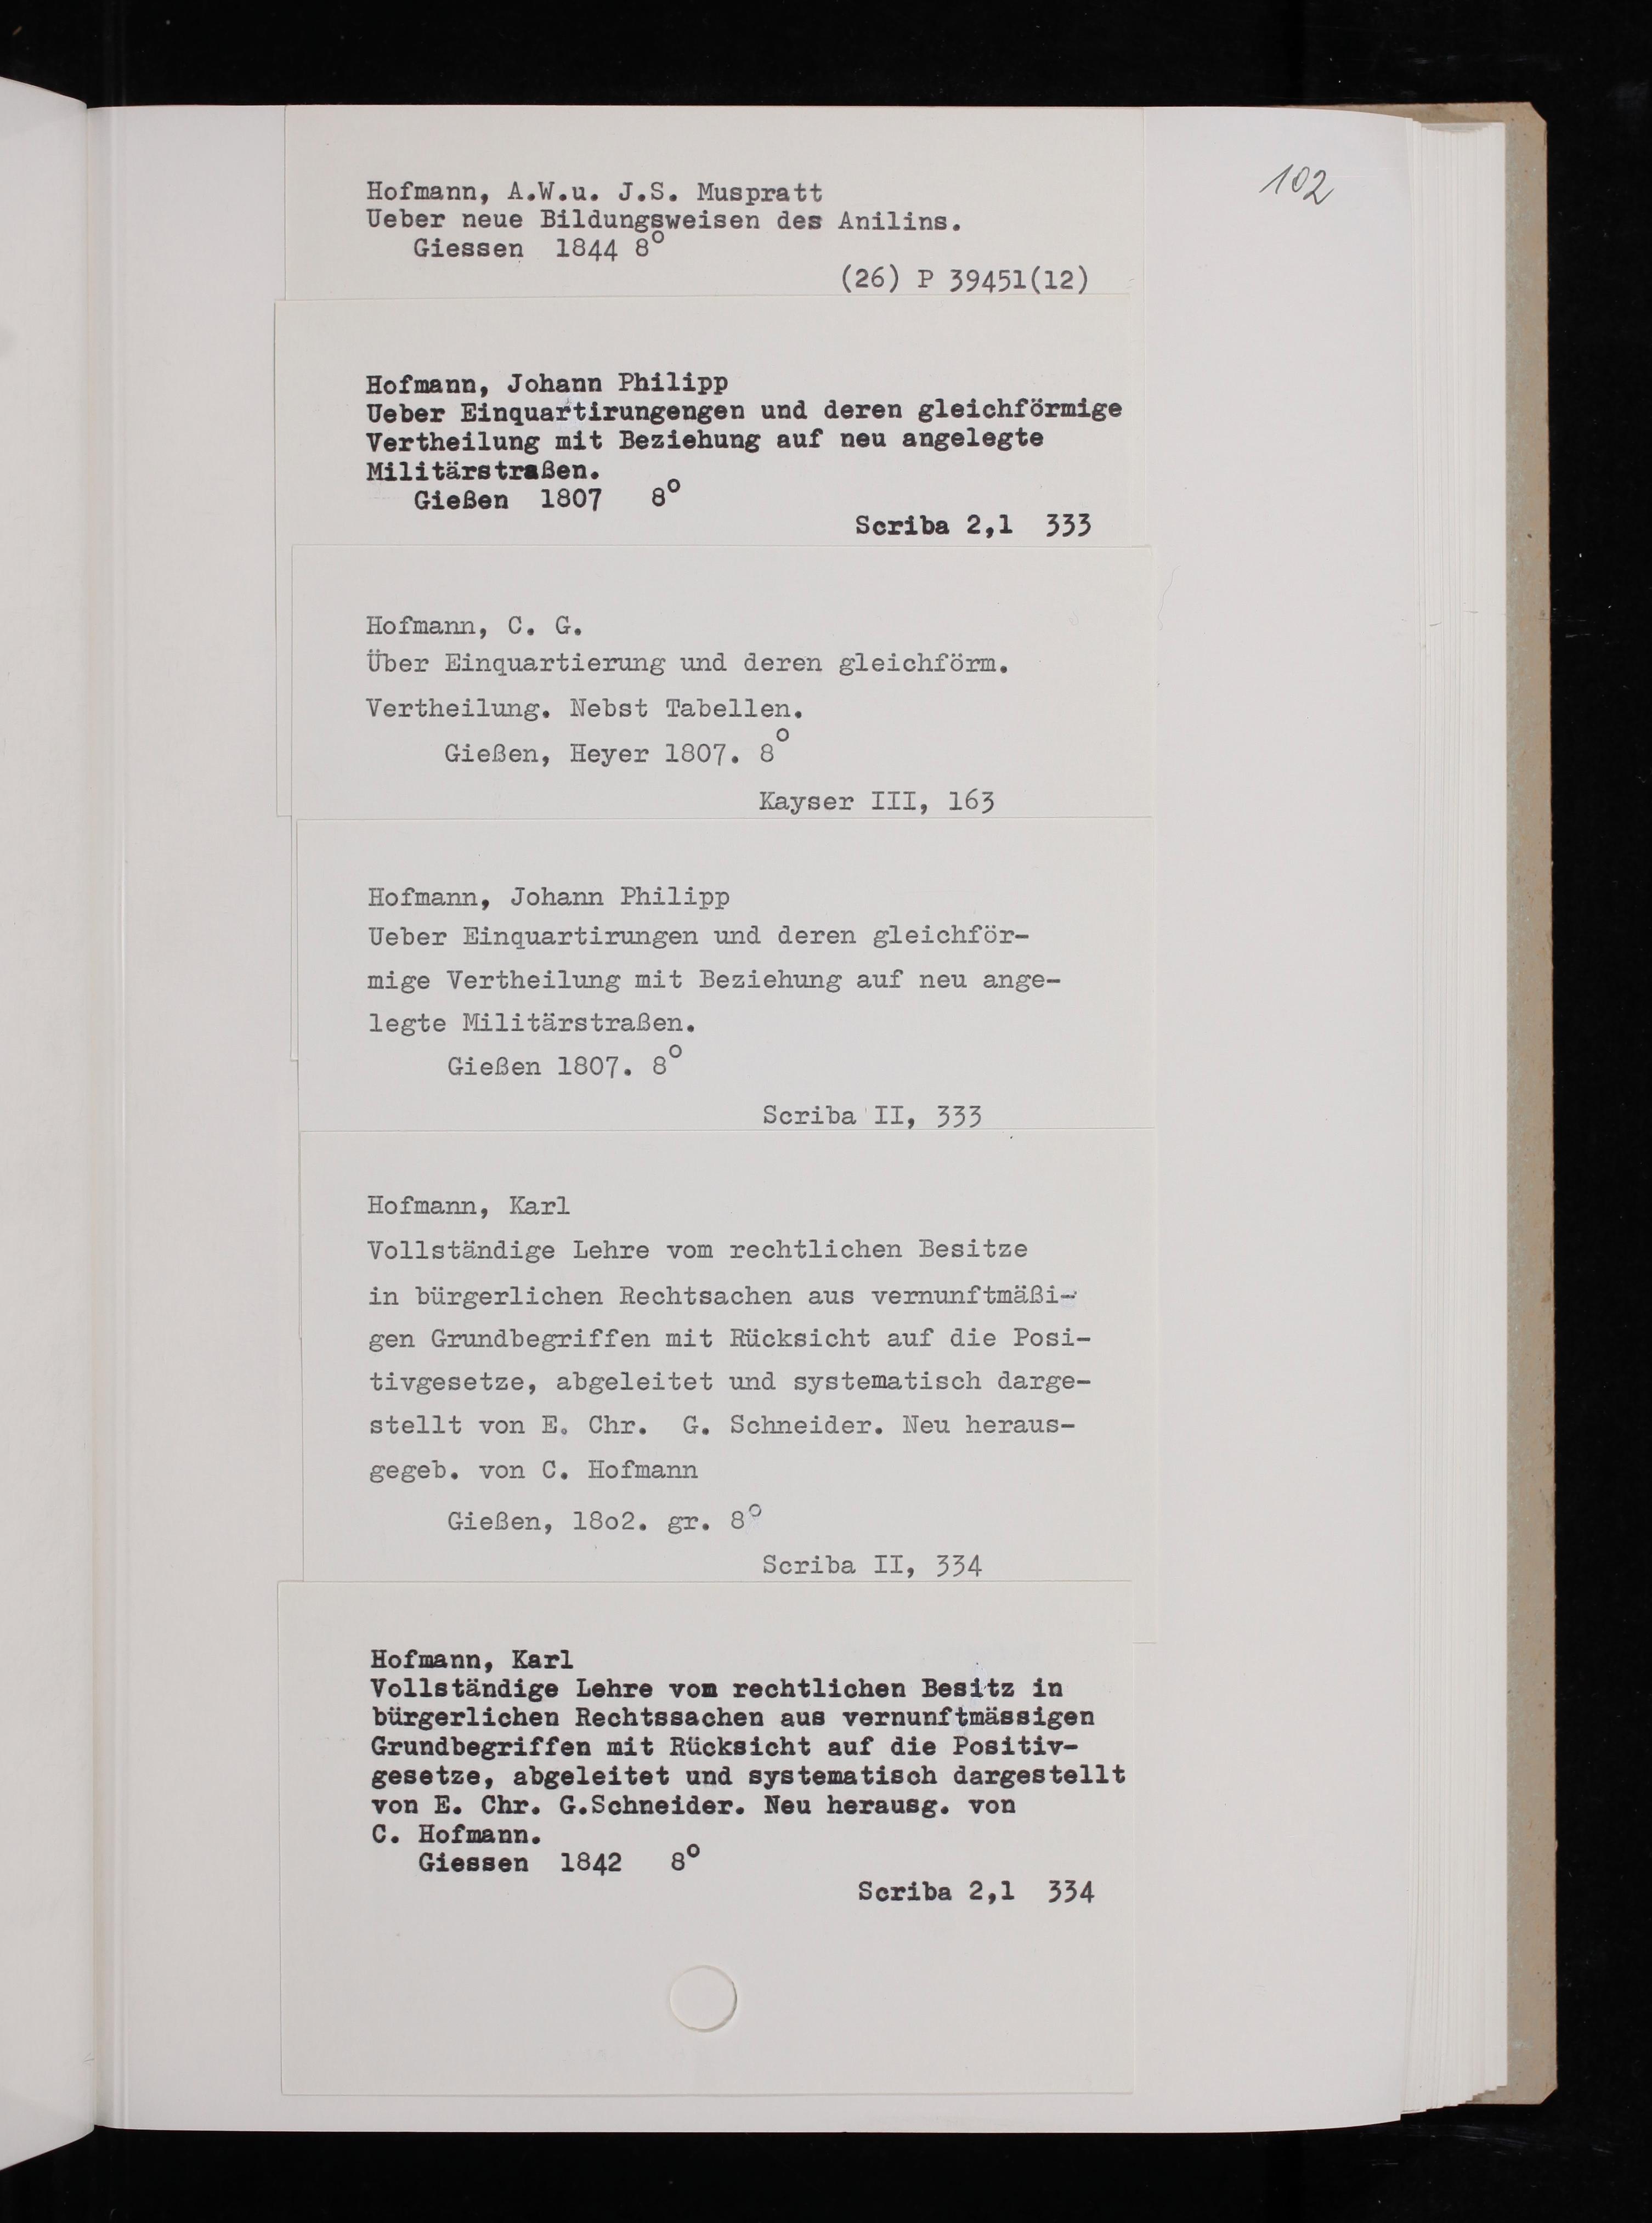 102
Hofmann, A.W.u. J.S. Muspratt
Ueber neue Bildungsweisen des Anilins.
Giessen 1844 8°
(26) P 39451(12)
Hofmann, Johann Philipp
Ueber Einquartirungengen und deren gleichförmige
Vertheilung mit Beziehung auf neu angelegte
Militärstraßen.
Gießen 1807 8°
Scriba 2,1 333
Hofmann, C. G.
Über Einquartierung und deren gleichförm.
Vertheilung. Nebst Tabellen.
Gießen, Heyer 1807. 8°
Kayser III, 163
Hofmann, Johann Philipp
Ueber Einquartirungen und deren gleichför-
mige Vertheilung mit Beziehung auf neu ange-
legte Militärstraßen.
Gießen 1807. 8°
Scriba II, 333
Hofmann, Karl
Vollständige Lehre vom rechtlichen Besitze
in bürgerlichen Rechtsachen aus vernunftmäßi-
gen Grundbegriffen mit Rücksicht auf die Posi-
tivgesetze, abgeleitet und systematisch darge-
stellt von E. Chr. G. Schneider. Neu heraus-
gegeb. von C. Hofmann
Gießen, 18o2. gr. 8°
Scriba II, 334
Hofmann, Karl
Vollständige Lehre vom rechtlichen Besitz in
bürgerlichen Rechtssachen aus vernunftmässigen
Grundbegriffen mit Rücksicht auf die Positiv-
gesetze, abgeleitet und systematisch dargestellt
von E. Chr. G.Schneider. Neu herausg. von
C. Hofmann.
Giessen 1842 8°
Scriba 2,1 334